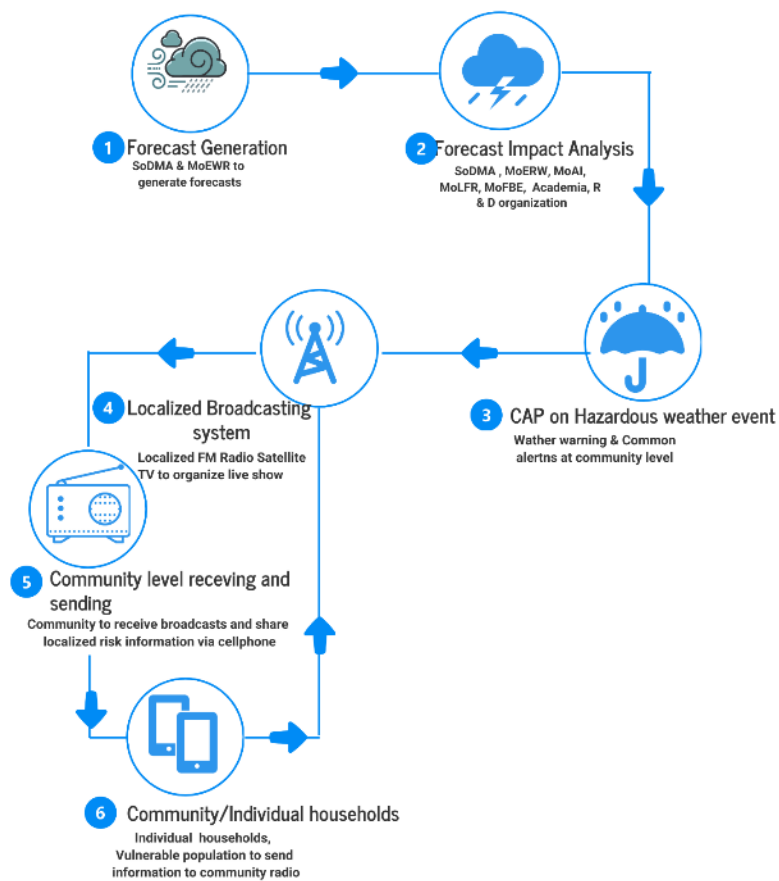 1 Forecast Generation
SoDMA & MoEWR to
generate forecasts
2 Forecast Impact Analysis
SoDMA , MoERW, MoAI,
MoLFR, MoFBE, Academia, R
& D organization
3 CAP on Hazardous weather event
Wather warning & Common
alertns at community level
4 Localized Broadcasting
system
Localized FM Radio Satellite
TV to organize live show
5 Community level receving and
sending
Community to receive broadcasts and share
localized risk information via cellphone
6 Community/Individual households
Individual households,
Vulnerable population to send
information to community radio